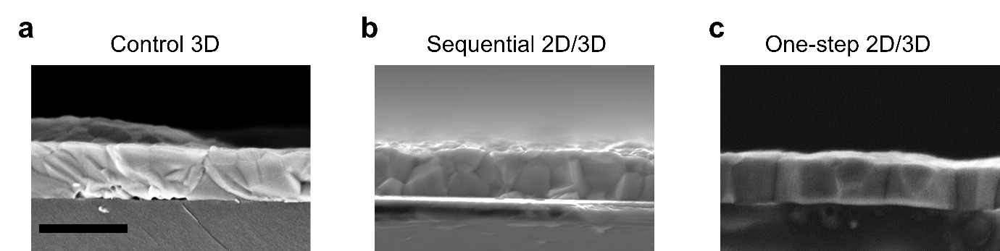 a
Control 3D
b
Sequential 2D/3D
c
One-step 2D/3D